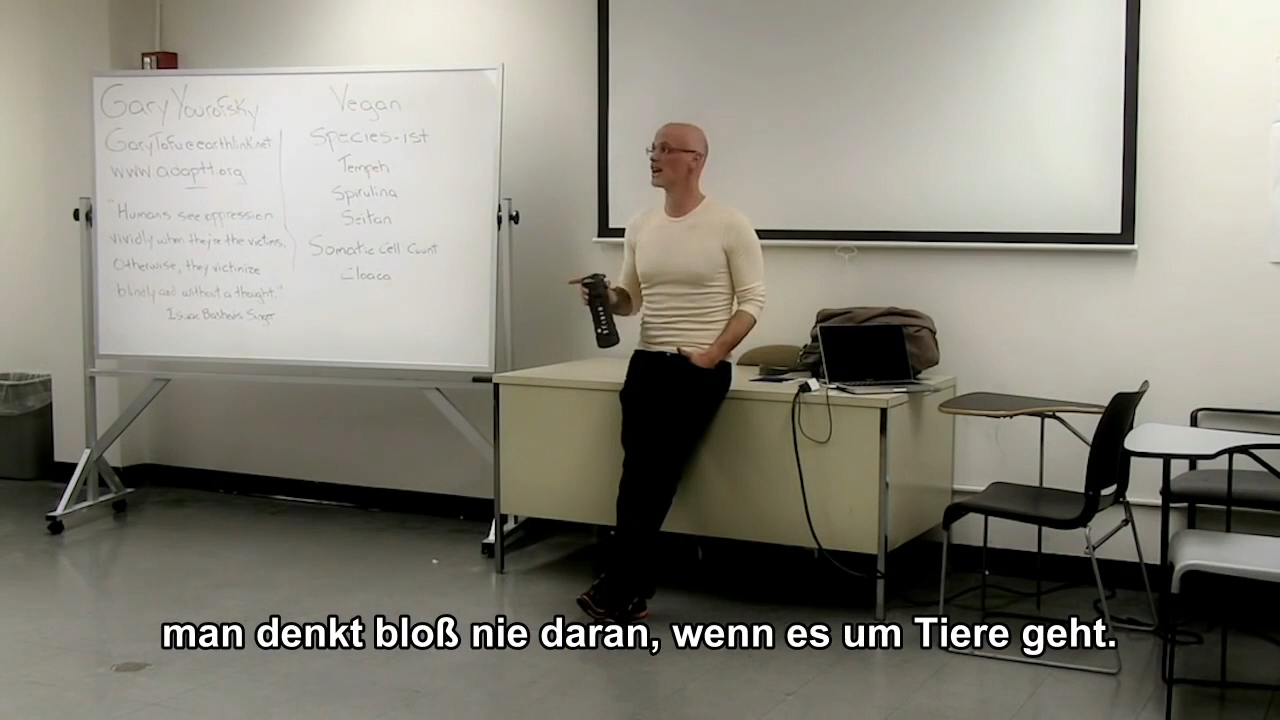 Gary Yourofsky
GaryTofu@earthlink.net
www.adaptt.org
"Humans see oppression
vividly when they're the victims.
Otherwise, they victimize
blindly and without a thought."
Isaac Bashevis Singer
Vegan
Species-ist
Tempeh
Spirulina
Seitan
Somatic Cell Count
Cloaca
man denkt bloß nie daran, wenn es um Tiere geht.